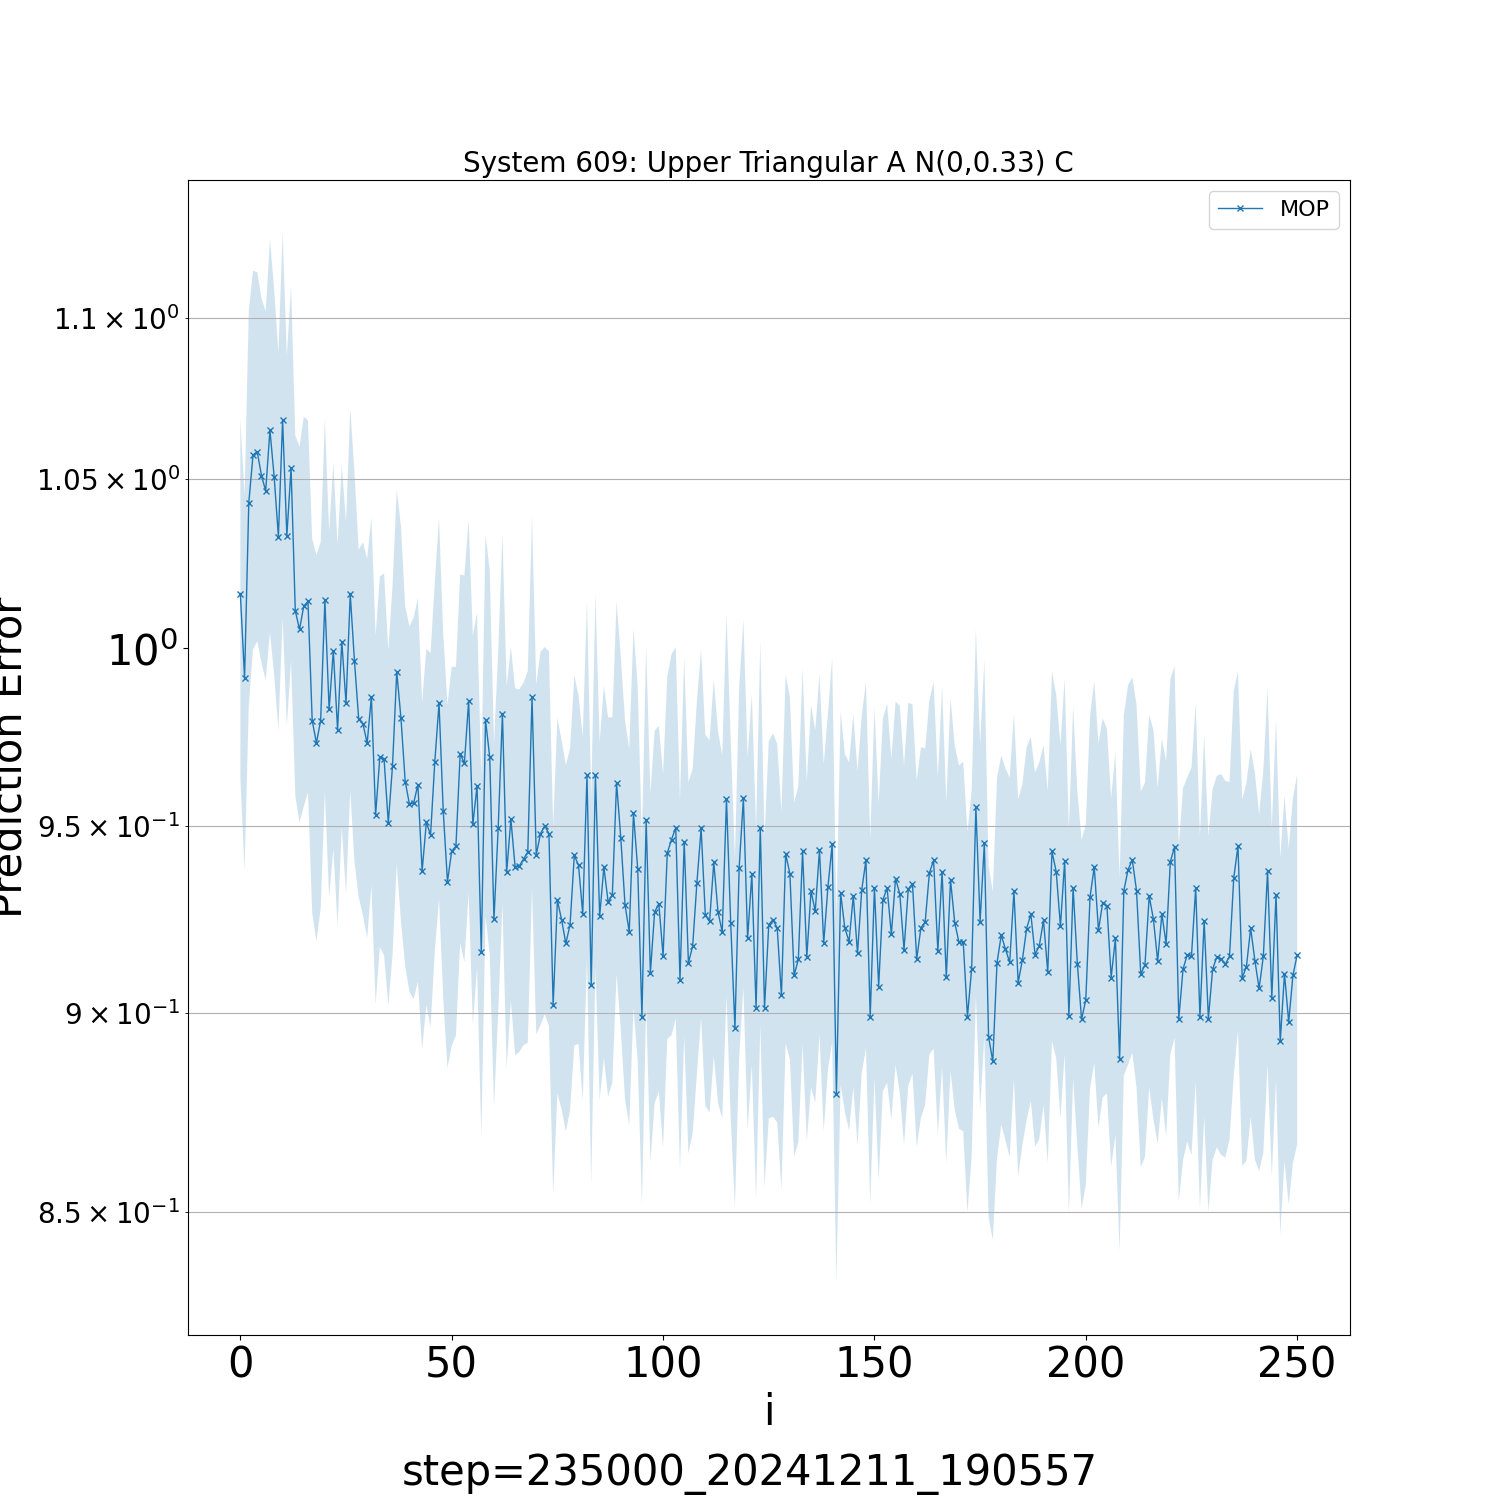 System 609: Upper Triangular A N(0,0.33) C
MOP
1.1 × 10⁰
1.05 × 10⁰
10⁰
9.5 × 10⁻¹
9 × 10⁻¹
8.5 × 10⁻¹
Prediction Error
0 50 100 150 200 250
i
step=235000_20241211_190557